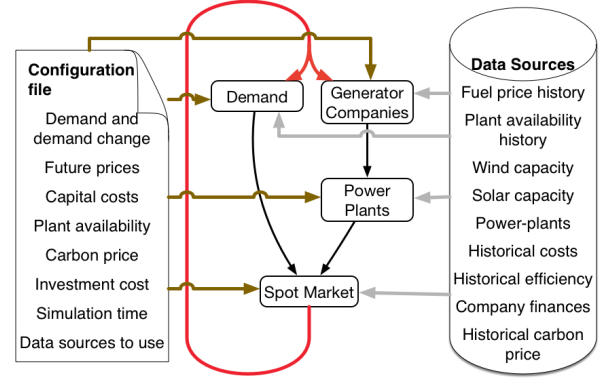 Configuration
file
Demand and
demand change
Future prices
Capital costs
Plant availability
Carbon price
Investment cost
Simulation time
Data sources to use
Demand
Generator
Companies
Power
Plants
Spot Market
Data Sources
Fuel price history
Plant availability
history
Wind capacity
Solar capacity
Power-plants
Historical costs
Historical efficiency
Company finances
Historical carbon
price